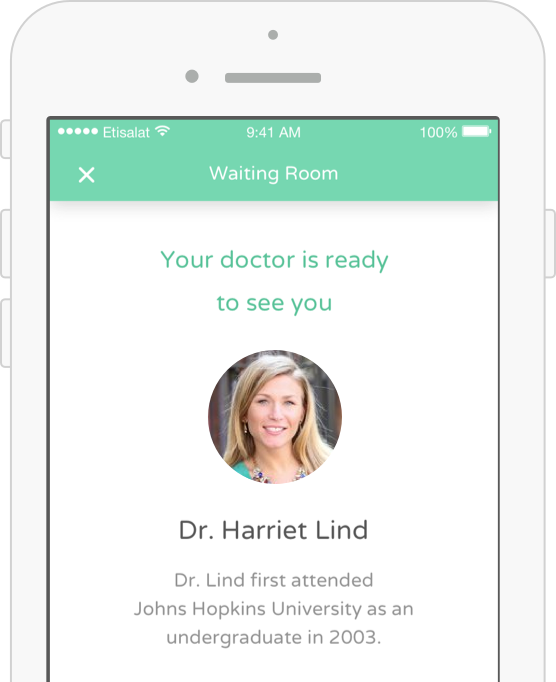 Etisalat 9:41 AM 100%
Waiting Room
Your doctor is ready
to see you
Dr. Harriet Lind
Dr. Lind first attended
Johns Hopkins University as an
undergraduate in 2003.